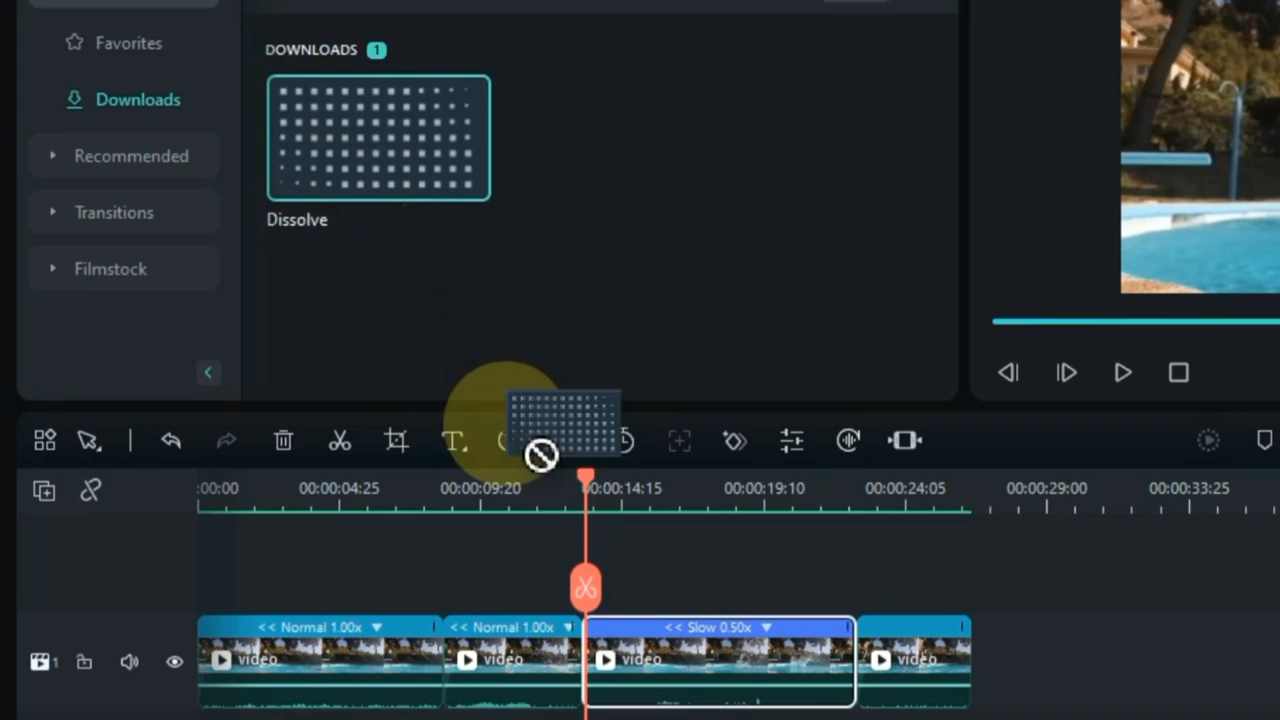 Favorites
DOWNLOADS 1
Downloads
Recommended
Transitions
Dissolve
Filmstock
T
:00:00 00:00:04:25 00:00:09:20 00:00:14:15 00:00:19:10 00:00:24:05 00:00:29:00 00:00:33:25
<< Normal 1.00x << Normal 1.00x << Slow 0.50x
1 video video video video